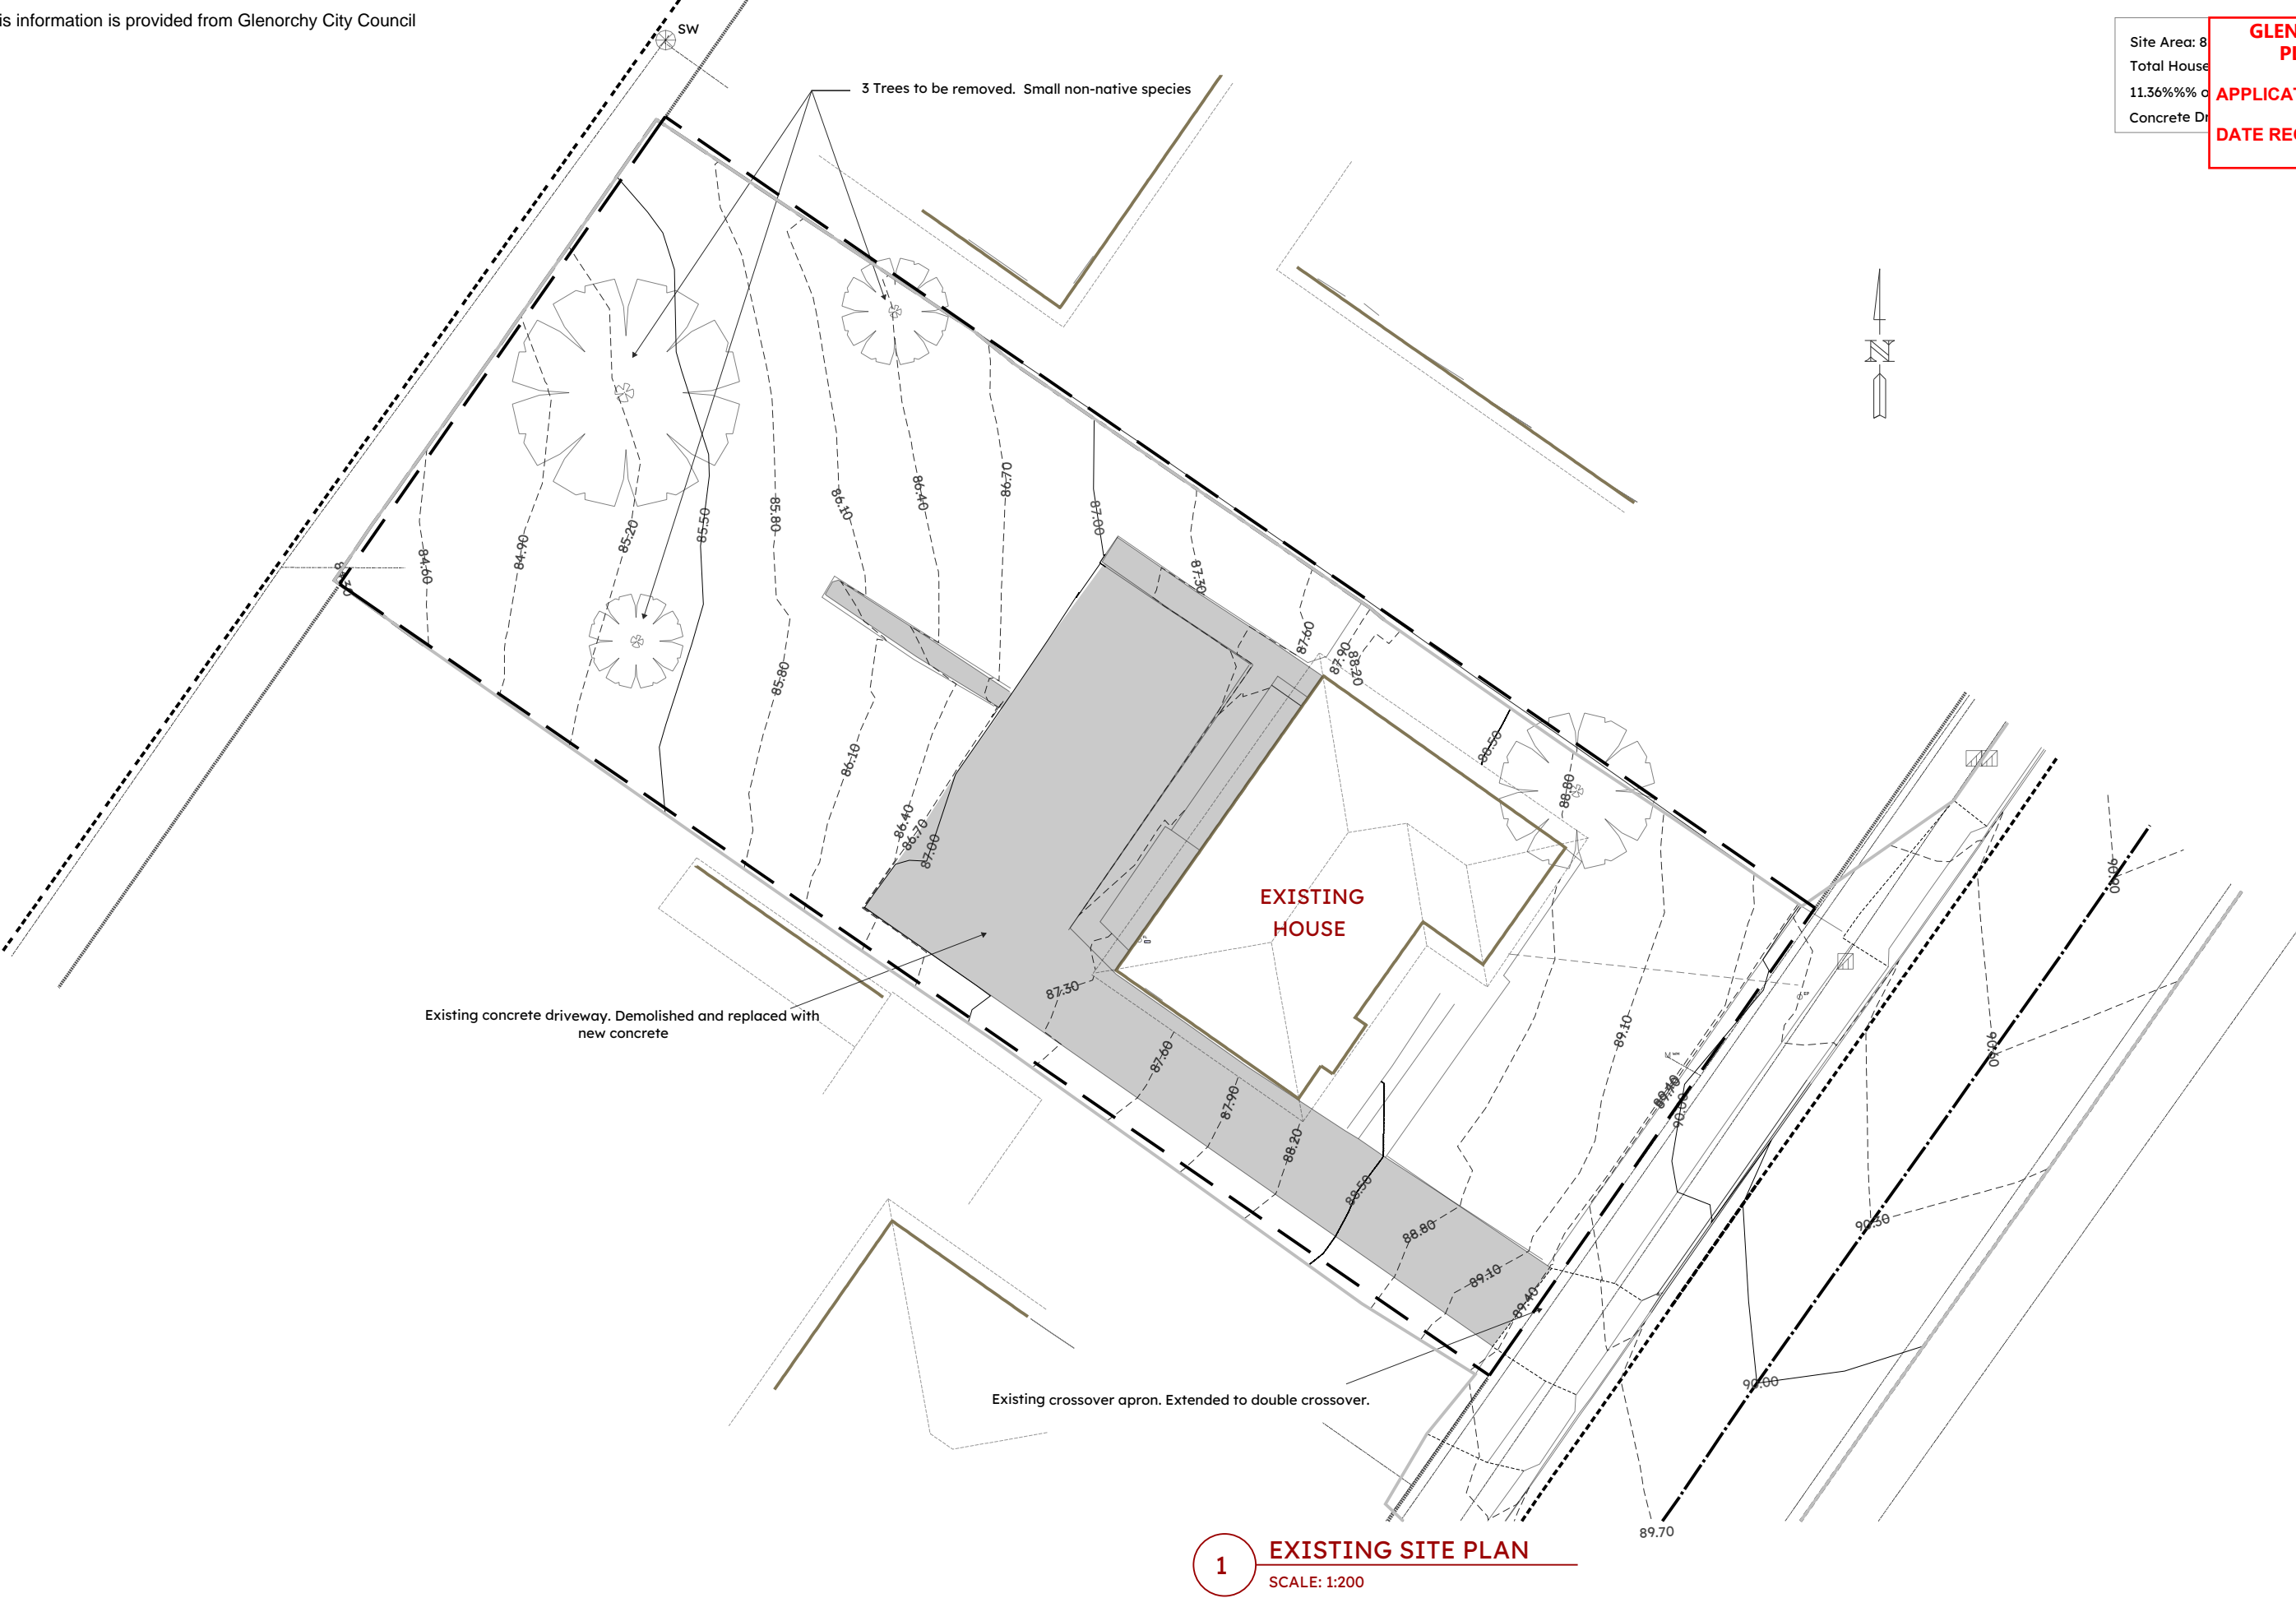 is information is provided from Glenorchy City Council
SW
3 Trees to be removed. Small non-native species
Site Area: 8
Total House
11.36%%% o
Concrete Dr
GLEN
APPLICAT
DATE REC
N
84.60
84.90
85.20
85.50
85.80
86.10
86.40
86.70
87.00
87.30
87.60
87.90
88.20
88.50
88.80
85.80
86.10
86.40
86.70
87.00
EXISTING
HOUSE
87.30
87.60
87.90
88.20
88.50
88.80
89.10
89.40
89.10
90.00
90.90
90.60
90.30
90.00
89.70
Existing concrete driveway. Demolished and replaced with
new concrete
Existing crossover apron. Extended to double crossover.
1
EXISTING SITE PLAN
SCALE: 1:200